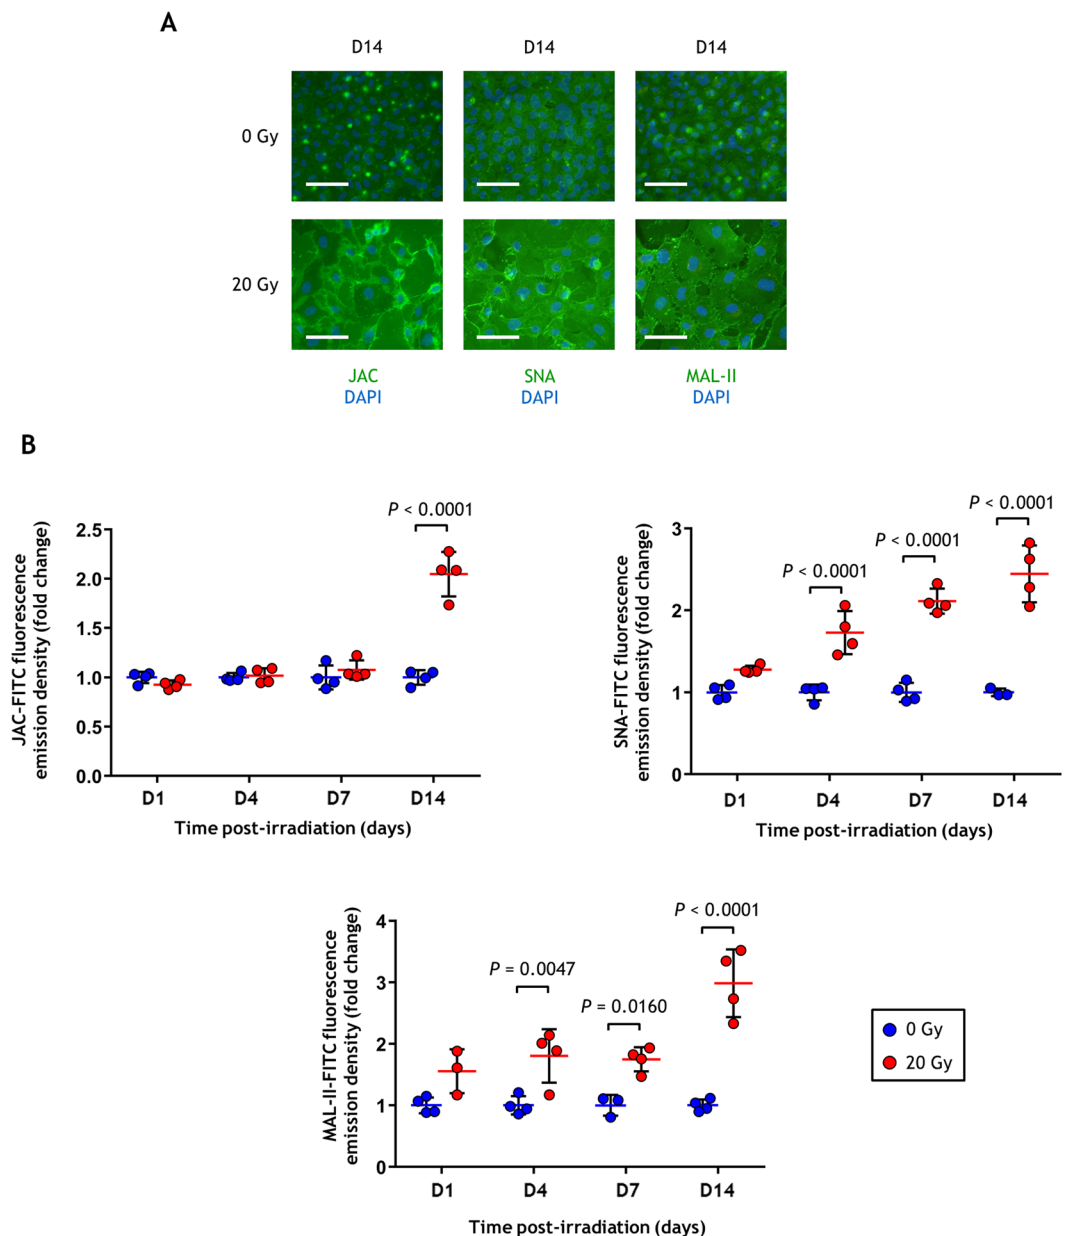 A
D14 D14 D14
0 Gy
20 Gy
JAC SNA MAL-II
DAPI DAPI DAPI
B
JAC-FITC fluorescence
emission density (fold change)
2.5
2.0
1.5
1.0
0.5
0.0
P < 0.0001
D1 D4 D7 D14
Time post-irradiation (days)
SNA-FITC fluorescence
emission density (fold change)
3
2
1
0
P < 0.0001
P < 0.0001
P < 0.0001
D1 D4 D7 D14
Time post-irradiation (days)
MAL-II-FITC fluorescence
emission density (fold change)
4
3
2
1
0
P = 0.0047
P = 0.0160
P < 0.0001
D1 D4 D7 D14
Time post-irradiation (days)
0 Gy
20 Gy